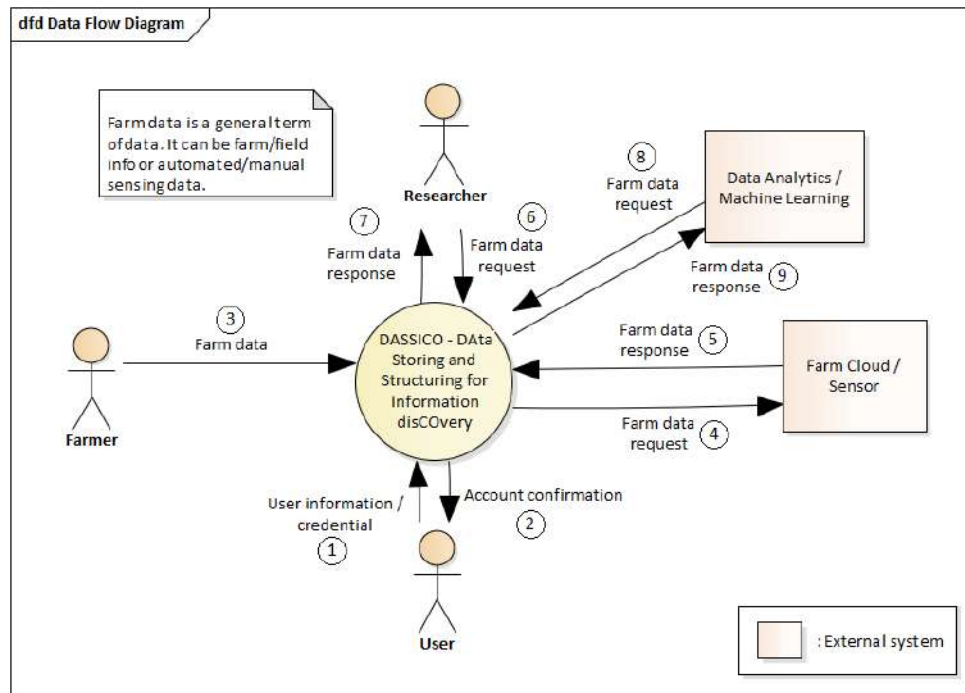 dfd Data Flow Diagram
Farm data is a general term
of data. It can be farm/field
info or automated/manual
sensing data.
Researcher
8
Farm data
request
Data Analytics /
Machine Learning
7
Farm data
response
6
Farm data
request
Farm data
response
9
3
Farm data
Farmer
DASSICO - DAta
Storing and
Structuring for
Information
disCOvery
Farm data
response
5
Farm Cloud /
Sensor
Farm data
request
4
User information /
credential
1
Account confirmation
2
User
: External system